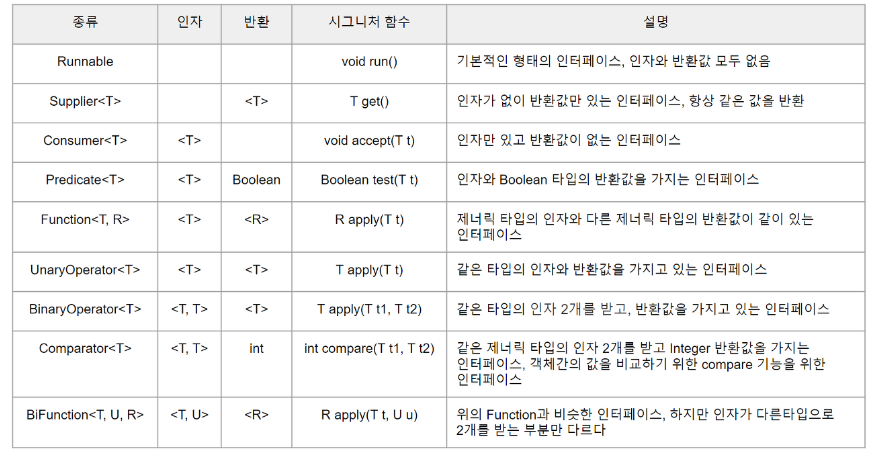 종류 인자 반환 시그니처 함수 설명
Runnable void run() 기본적인 형태의 인터페이스, 인자와 반환값 모두 없음
Supplier<T> <T> T get() 인자가 없이 반환값만 있는 인터페이스, 항상 같은 값을 반환
Consumer<T> <T> void accept(T t) 인자만 있고 반환값이 없는 인터페이스
Predicate<T> <T> Boolean Boolean test(T t) 인자와 Boolean 타입의 반환값을 가지는 인터페이스
Function<T, R> <T> <R> R apply(T t) 제너릭 타입의 인자와 다른 제너릭 타입의 반환값이 같이 있는
인터페이스
UnaryOperator<T> <T> <T> T apply(T t) 같은 타입의 인자와 반환값을 가지고 있는 인터페이스
BinaryOperator<T> <T, T> <T> T apply(T t1, T t2) 같은 타입의 인자 2개를 받고, 반환값을 가지고 있는 인터페이스
Comparator<T> <T, T> int int compare(T t1, T t2) 같은 제너릭 타입의 인자 2개를 받고 Integer 반환값을 가지는
인터페이스, 객체간의 값을 비교하기 위한 compare 기능을 위한
인터페이스
BiFunction<T, U, R> <T, U> <R> R apply(T t, U u) 위의 Function과 비슷한 인터페이스, 하지만 인자가 다른타입으로
2개를 받는 부분만 다르다